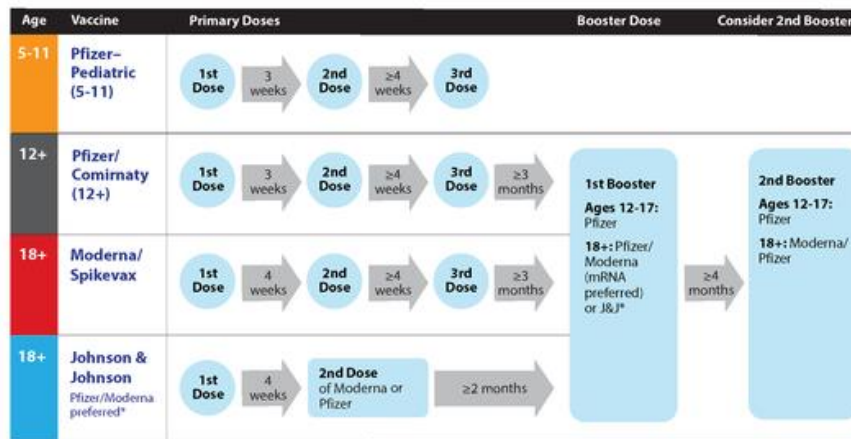 Age Vaccine Primary Doses Booster Dose Consider 2nd Booster
5-11
Pfizer–
Pediatric
(5-11)
1st
Dose
3
weeks
2nd
Dose
≥4
weeks
3rd
Dose
12+
Pfizer/
Comirnaty
(12+)
1st
Dose
3
weeks
2nd
Dose
≥4
weeks
3rd
Dose
≥3
months
18+
Moderna/
Spikevax
1st
Dose
4
weeks
2nd
Dose
≥4
weeks
3rd
Dose
≥3
months
18+
Johnson &
Johnson
Pfizer/Moderna
preferred*
1st
Dose
4
weeks
2nd Dose
of Moderna or
Pfizer
≥2 months
1st Booster
Ages 12-17:
Pfizer
18+: Pfizer/
Moderna
(mRNA
preferred)
or J&J*
≥4
months
2nd Booster
Ages 12-17:
Pfizer
18+: Moderna/
Pfizer